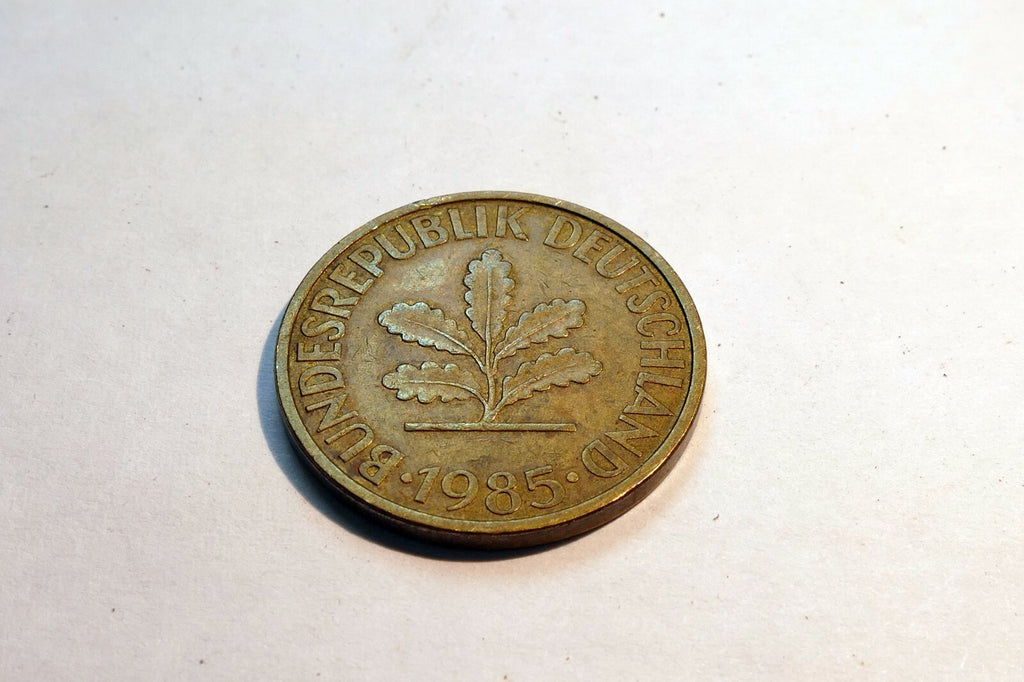 BUNDESREPUBLIK DEUTSCHLAND
· 1985 ·